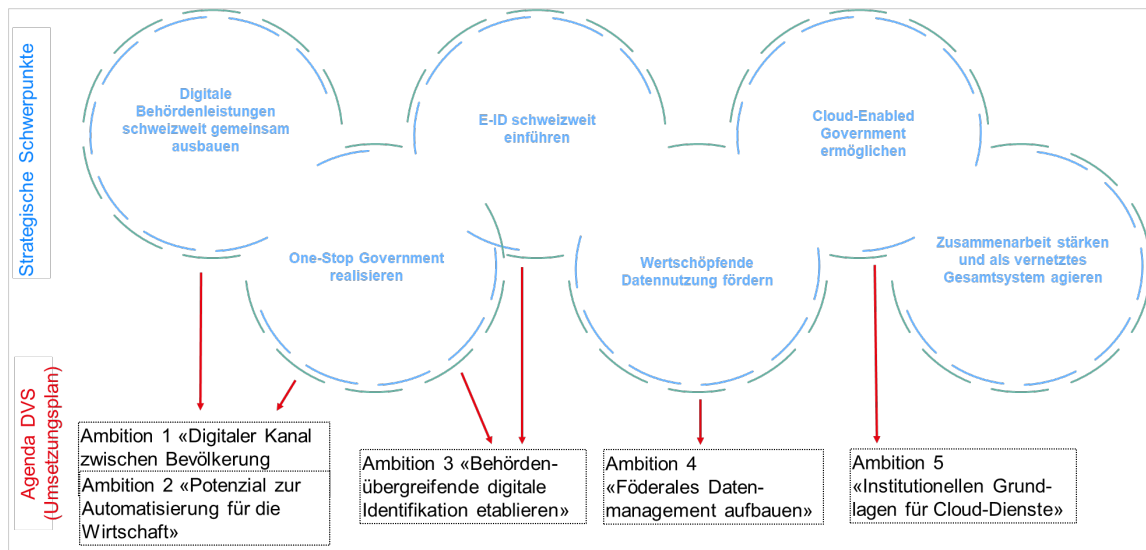 Strategische Schwerpunkte
Digitale
Behördenleistungen
schweizweit gemeinsam
ausbauen
E-ID schweizweit
einführen
Cloud-Enabled
Government
ermöglichen
One-Stop Government
realisieren
Wertschöpfende
Datennutzung fördern
Zusammenarbeit stärken
und als vernetztes
Gesamtsystem agieren
Agenda DVS
(Umsetzungsplan)
Ambition 1 «Digitaler Kanal
zwischen Bevölkerung
Ambition 2 «Potenzial zur
Automatisierung für die
Wirtschaft»
Ambition 3 «Behörden-
übergreifende digitale
Identifikation etablieren»
Ambition 4
«Föderales Daten-
management aufbauen»
Ambition 5
«Institutionellen Grund-
lagen für Cloud-Dienste»